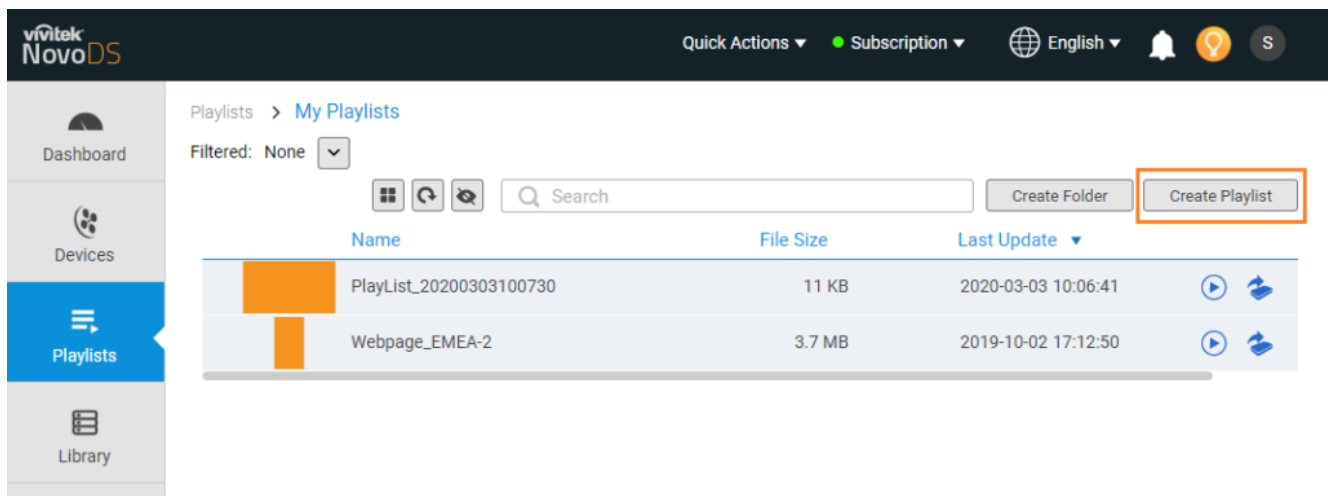 vivitek
NovoDS
Quick Actions Subscription English S
Dashboard
Devices
Playlists
Library
Playlists > My Playlists
Filtered: None
Search Create Folder Create Playlist
Name File Size Last Update
PlayList_20200303100730 11 KB 2020-03-03 10:06:41
Webpage_EMEA-2 3.7 MB 2019-10-02 17:12:50